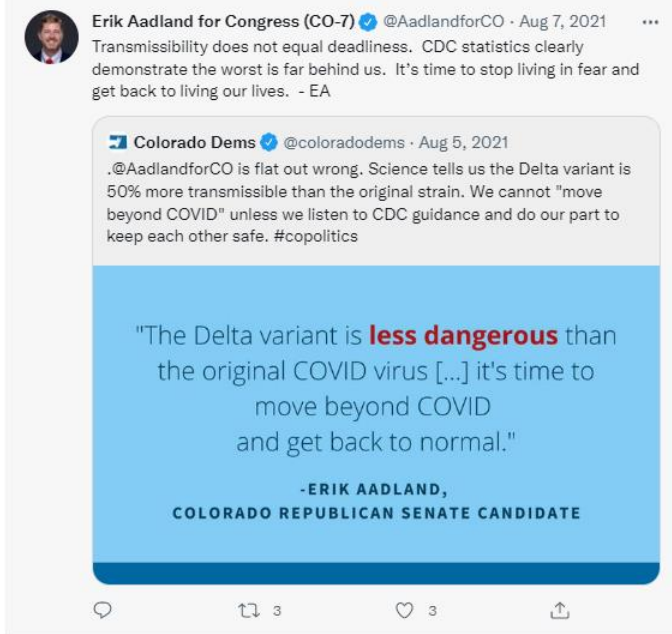 Erik Aadland for Congress (CO-7) @AadlandforCO · Aug 7, 2021 ...
Transmissibility does not equal deadliness.  CDC statistics clearly
demonstrate the worst is far behind us.  It's time to stop living in fear and
get back to living our lives.  - EA
Colorado Dems @coloradodems · Aug 5, 2021
.@AadlandforCO is flat out wrong. Science tells us the Delta variant is
50% more transmissible than the original strain. We cannot "move
beyond COVID" unless we listen to CDC guidance and do our part to
keep each other safe. #copolitics
"The Delta variant is less dangerous than
the original COVID virus [...] it's time to
move beyond COVID
and get back to normal."
-ERIK AADLAND,
COLORADO REPUBLICAN SENATE CANDIDATE
3 3